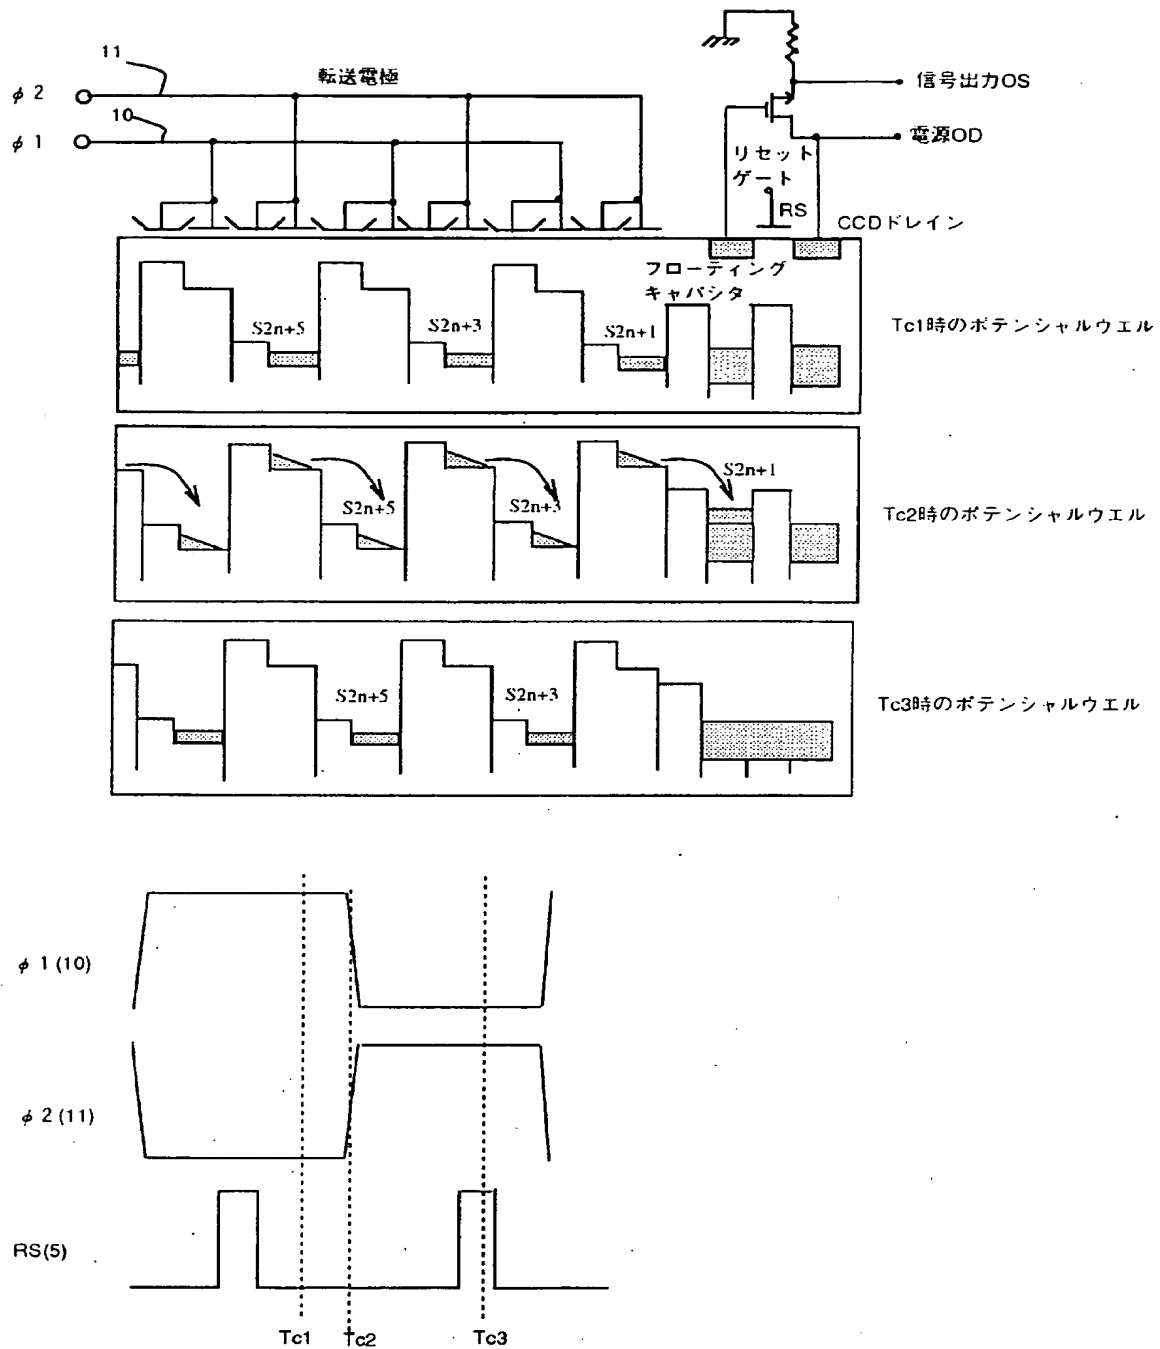 11
転送電極
φ2
10
φ1
信号出力OS
電源OD
リセット
ゲート
RS
CCDドレイン
フローティング
キャパシタ
S2n+5
S2n+3
S2n+1
Tc1時のポテンシャルウエル
S2n+1
S2n+5
S2n+3
Tc2時のポテンシャルウエル
S2n+5
S2n+3
Tc3時のポテンシャルウエル
φ1(10)
φ2(11)
RS(5)
Tc1
Tc2
Tc3